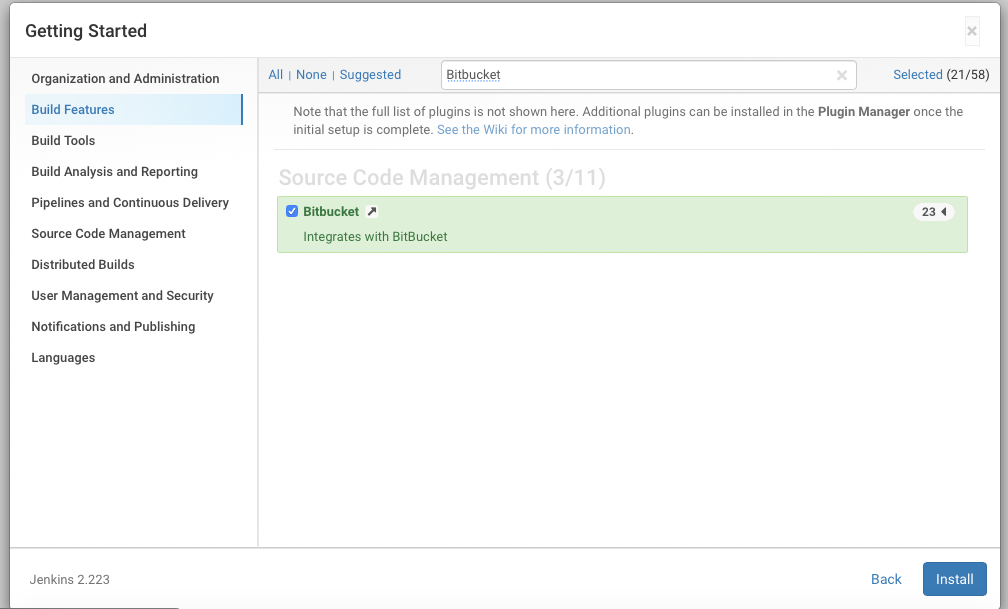 Getting Started
Organization and Administration
Build Features
Build Tools
Build Analysis and Reporting
Pipelines and Continuous Delivery
Source Code Management
Distributed Builds
User Management and Security
Notifications and Publishing
Languages
All | None | Suggested
Bitbucket
Selected (21/58)
Note that the full list of plugins is not shown here. Additional plugins can be installed in the Plugin Manager once the
initial setup is complete. See the Wiki for more information.
Source Code Management (3/11)
Bitbucket
23
Integrates with BitBucket
Jenkins 2.223
Back
Install